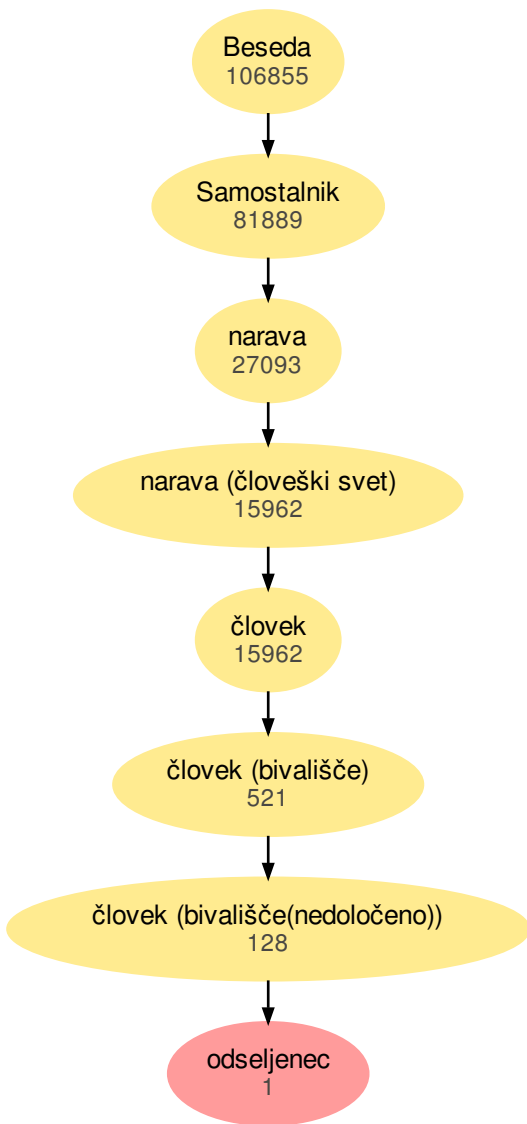 Beseda
106855
Samostalnik
81889
narava
27093
narava (človeški svet)
15962
človek
15962
človek (bivališče)
521
človek (bivališče(nedoločeno))
128
odseljenec
1